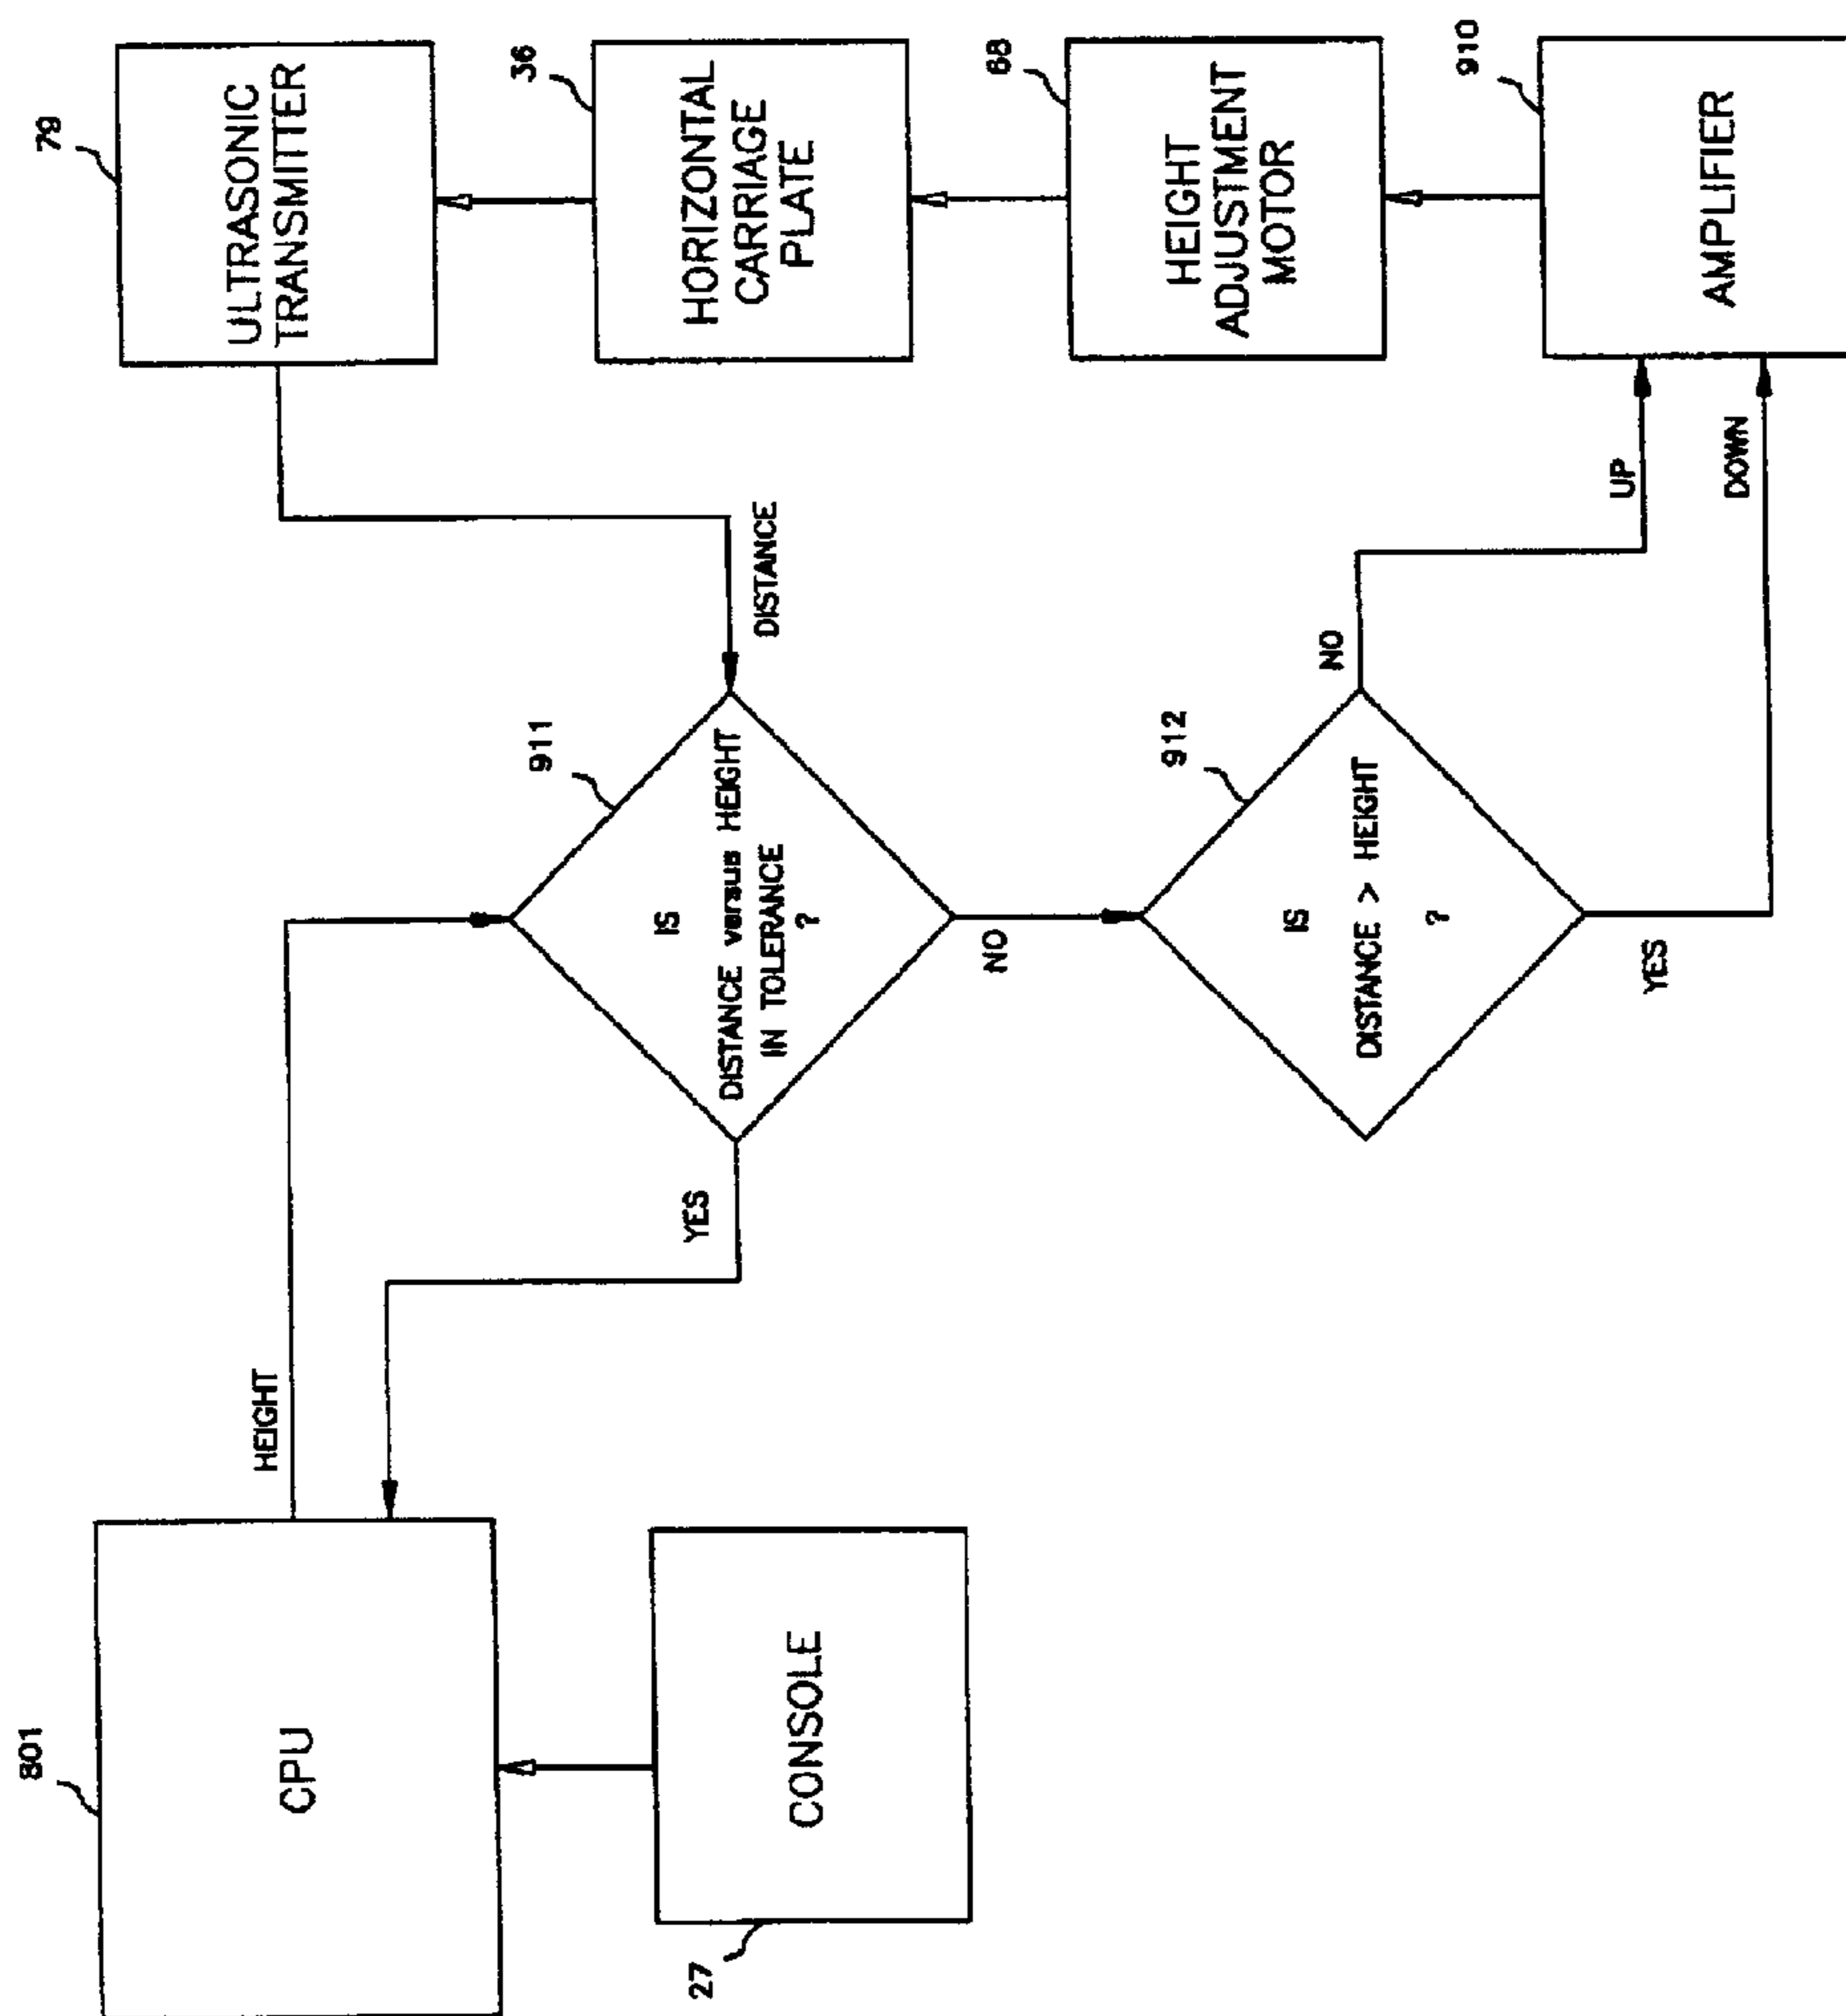 801
CPU
HEIGHT
78
ULTRASONIC
TRANSMITTER
27
CONSOLE
YES
911
IS
DISTANCE versus HEIGHT
IN TOLERANCE
?
DISTANCE
36
HORIZONTAL
CARRIAGE
PLATE
NO
912
IS
DISTANCE > HEIGHT
?
NO
YES
68
HEIGHT
ADJUSTMENT
MOTOR
UP
DOWN
910
AMPLIFIER